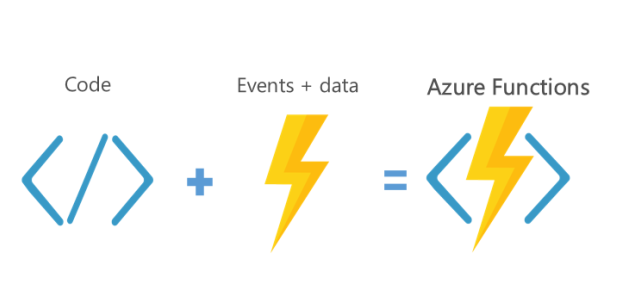 Code
Events + data
Azure Functions